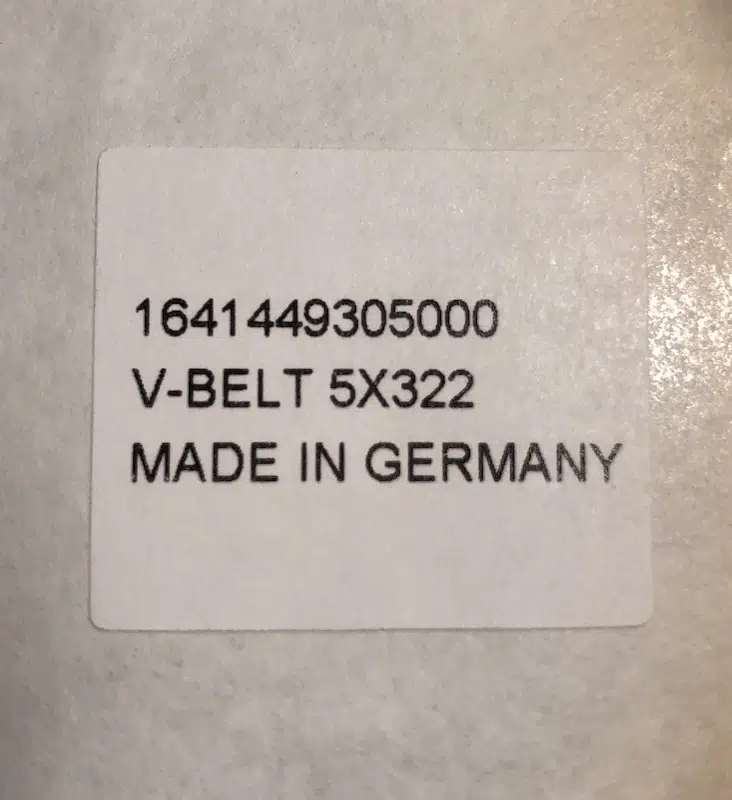 1641449305000
V-BELT 5X322
MADE IN GERMANY